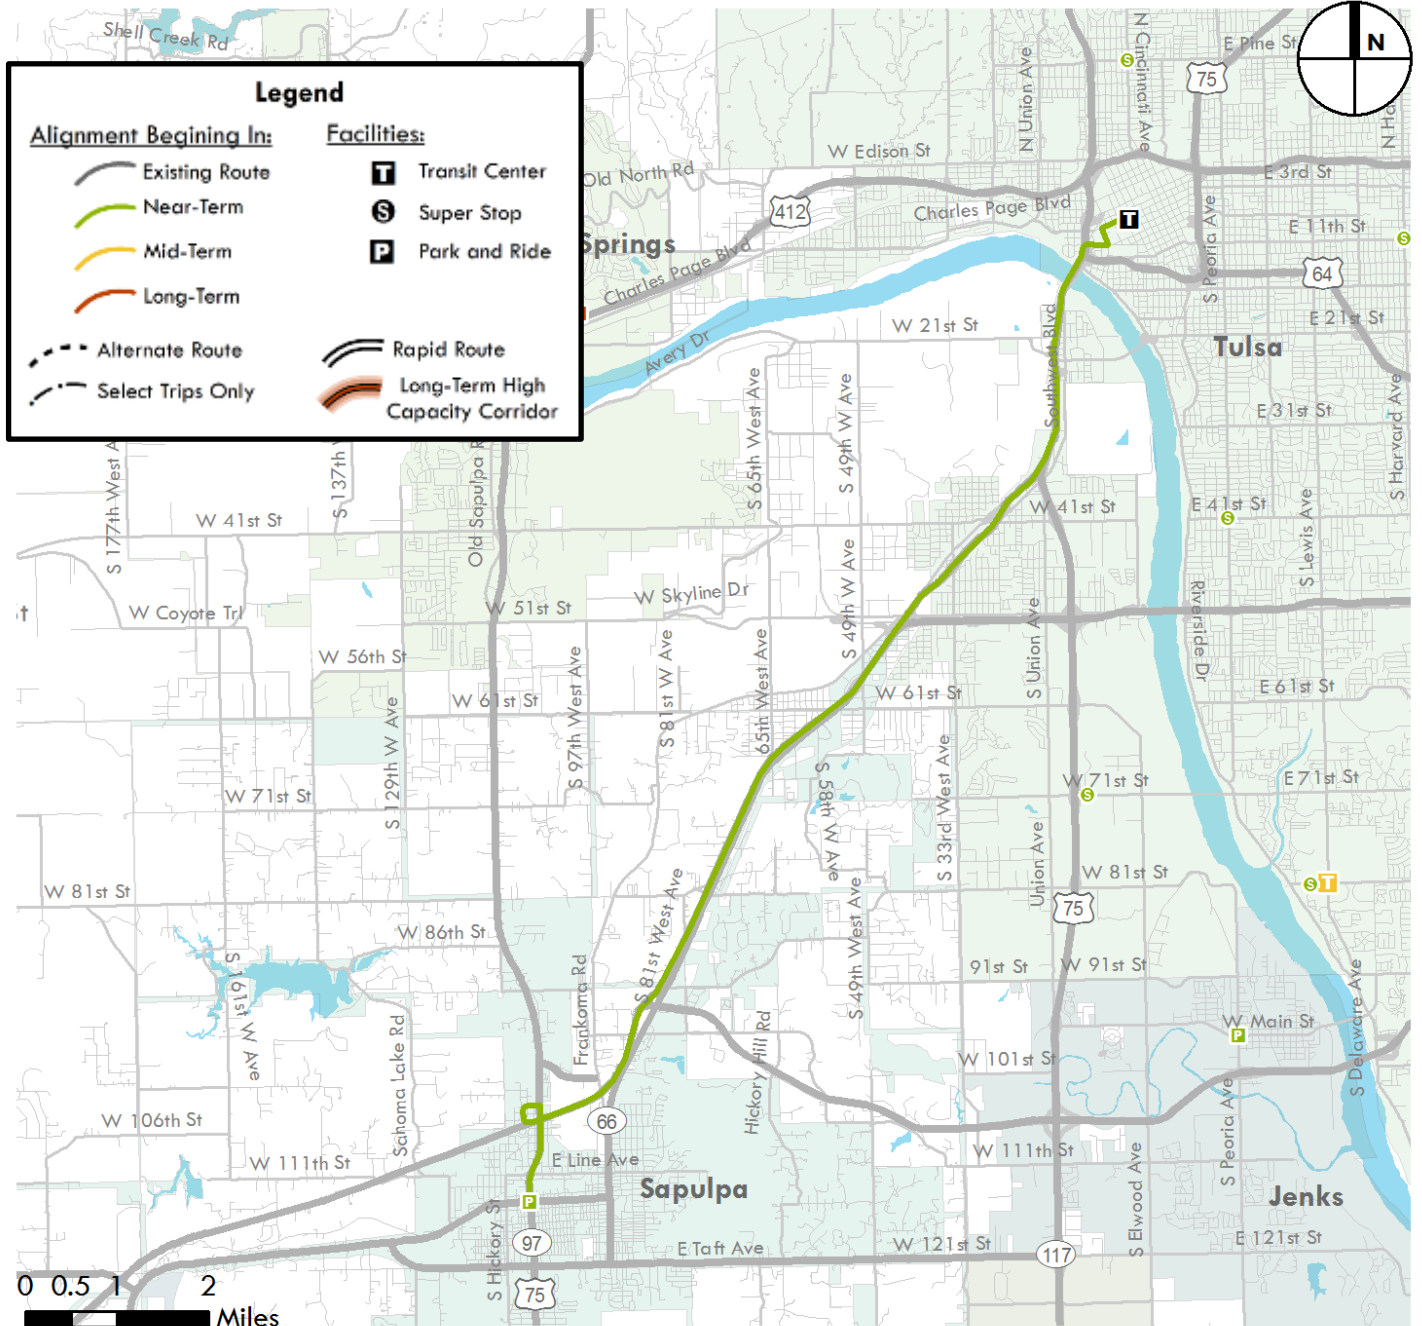 Shell Creek Rd
Legend
Alignment Begining In:
Existing Route
Near-Term
Mid-Term
Long-Term
Alternate Route
Select Trips Only
Facilities:
T Transit Center
S Super Stop
P Park and Ride
Rapid Route
Long-Term High
Capacity Corridor
N
E Pine St
N Cincinnati Ave
N Union Ave
S
75
N Ha
W Edison St
E 3rd St
Old North Rd
412
Charles Page Blvd
T
S Peoria Ave
E 11th St
S
Springs
Charles Page Blvd
64
W 21st St
E 21st St
Avery Dr
Southwest Blvd
Tulsa
S 65th West Ave
S 49th W Ave
E 31st St
S Harvard Ave
S 177th West A
S 137th W
Old Sapulpa R
W 41st St
W 41st St
E 41st St
S
S Lewis Ave
W Coyote Trl
W 51st St
W Skyline Dr
S 49th W Ave
S Union Ave
Riverside Dr
W 56th St
S 81st W Ave
65th West Ave
S 97th West Ave
W 61st St
W 61st St
E 61st St
S 129th W Ave
W 71st St
S 58th W Ave
S 33rd West Ave
W 71st St
S
E 71st St
W 81st St
Union Ave
W 81st St
S T
75
S 81st West Ave
S 49th West Ave
W 86th St
S 161st W Ave
91st St
W 91st St
Frankoma Rd
Sahoma Lake Rd
Hickory Hill Rd
W Main St
P
S Delaware Ave
W 101st St
S Peoria Ave
W 106th St
66
W 111th St
E Line Ave
W 111th St
Sapulpa
P
S Elwood Ave
Jenks
S Hickory St
97
E Taft Ave
W 121st St
117
E 121st St
75
0 0.5 1 2
Miles